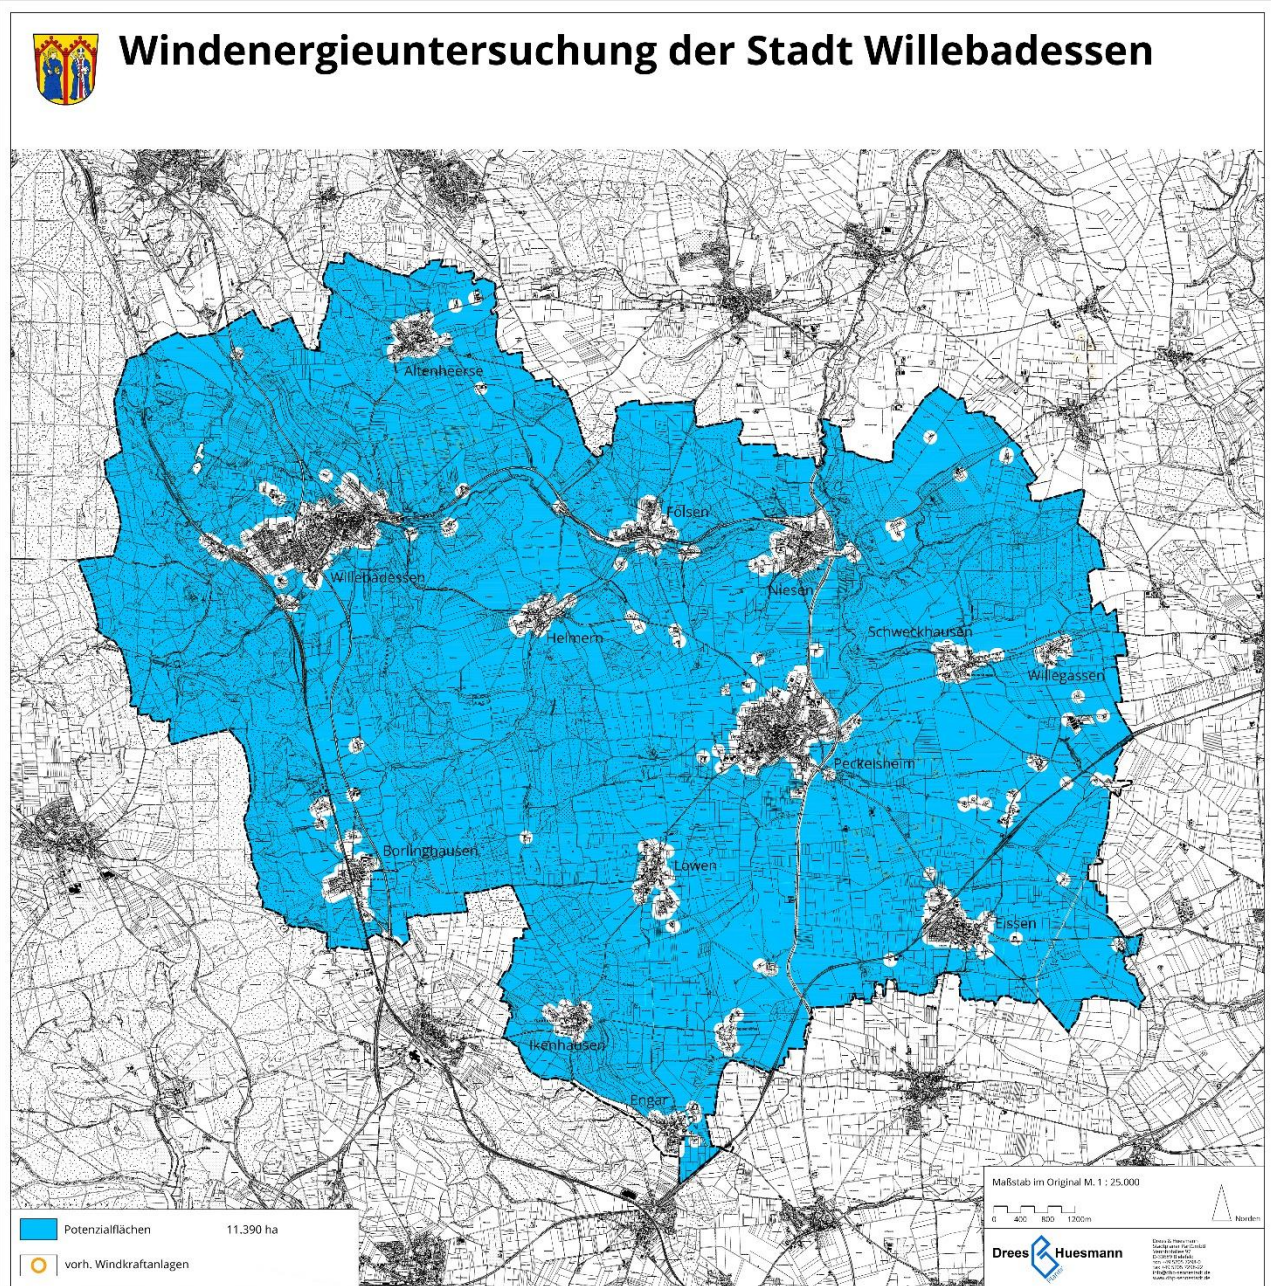 Windenergieuntersuchung der Stadt Willebadessen
Altenheerse
Fölsen
Willebadessen
Niesen
Helmern
Schweckhausen
Willegassen
Peckelsheim
Borlinghausen
Löwen
Eissen
Ikenhausen
Engar
Maßstab im Original M. 1 : 25.000
0 400 800 1200m
Norden
Potenzialflächen 11.390 ha
vorh. Windkraftanlagen
Drees Huesmann